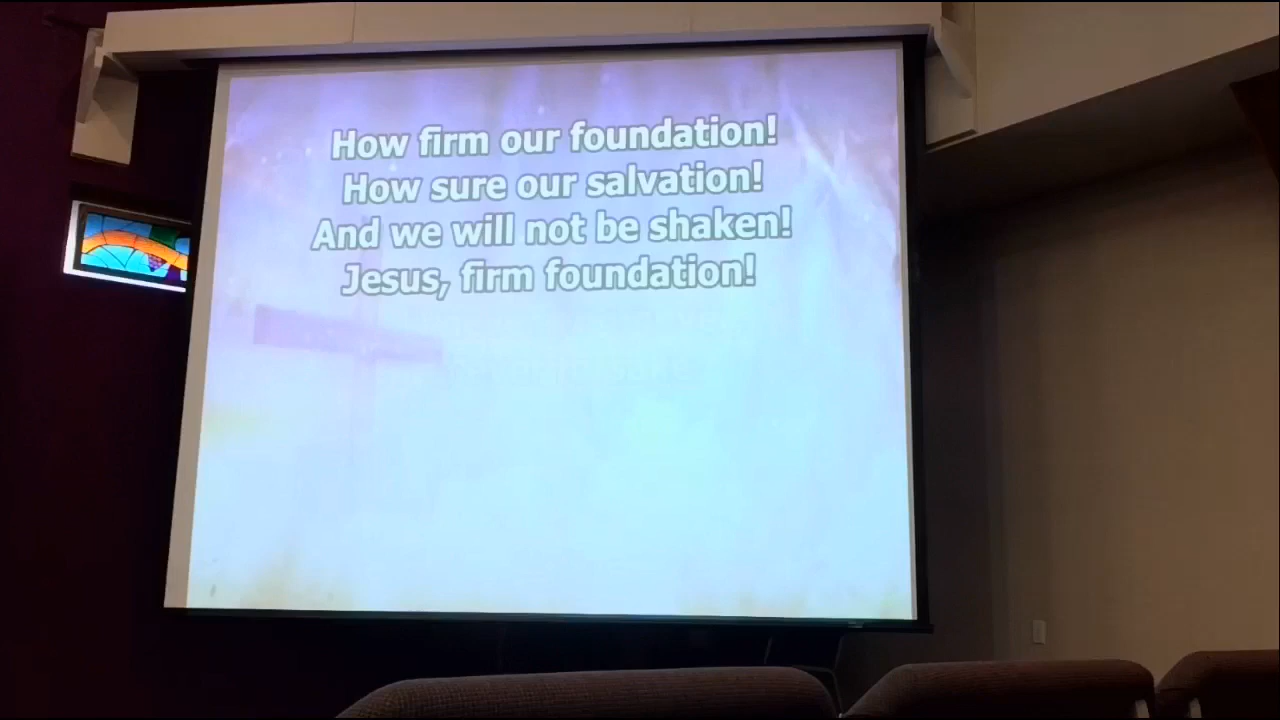 How firm our foundation!
How sure our salvation!
And we will not be shaken!
Jesus, firm foundation!